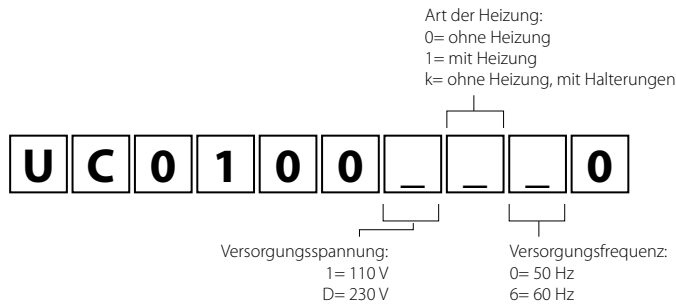 Art der Heizung:
0= ohne Heizung
1= mit Heizung
k= ohne Heizung, mit Halterungen
U C 0 1 0 0 _ _ _ 0
Versorgungsspannung:
1= 110 V
D= 230 V
Versorgungsfrequenz:
0= 50 Hz
6= 60 Hz